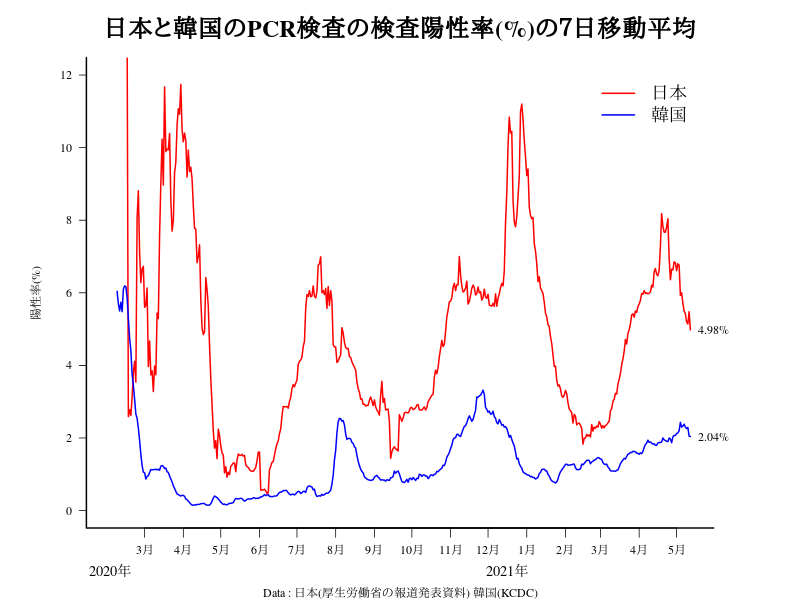 日本と韓国のPCR検査の検査陽性率(%)の7日移動平均
12
10
8
6
4
2
0
陽性率(%)
日本
韓国
4.98%
2.04%
3月 4月 5月 6月 7月 8月 9月 10月 11月 12月 1月 2月 3月 4月 5月
2020年 2021年
Data : 日本(厚生労働省の報道発表資料) 韓国(KCDC)